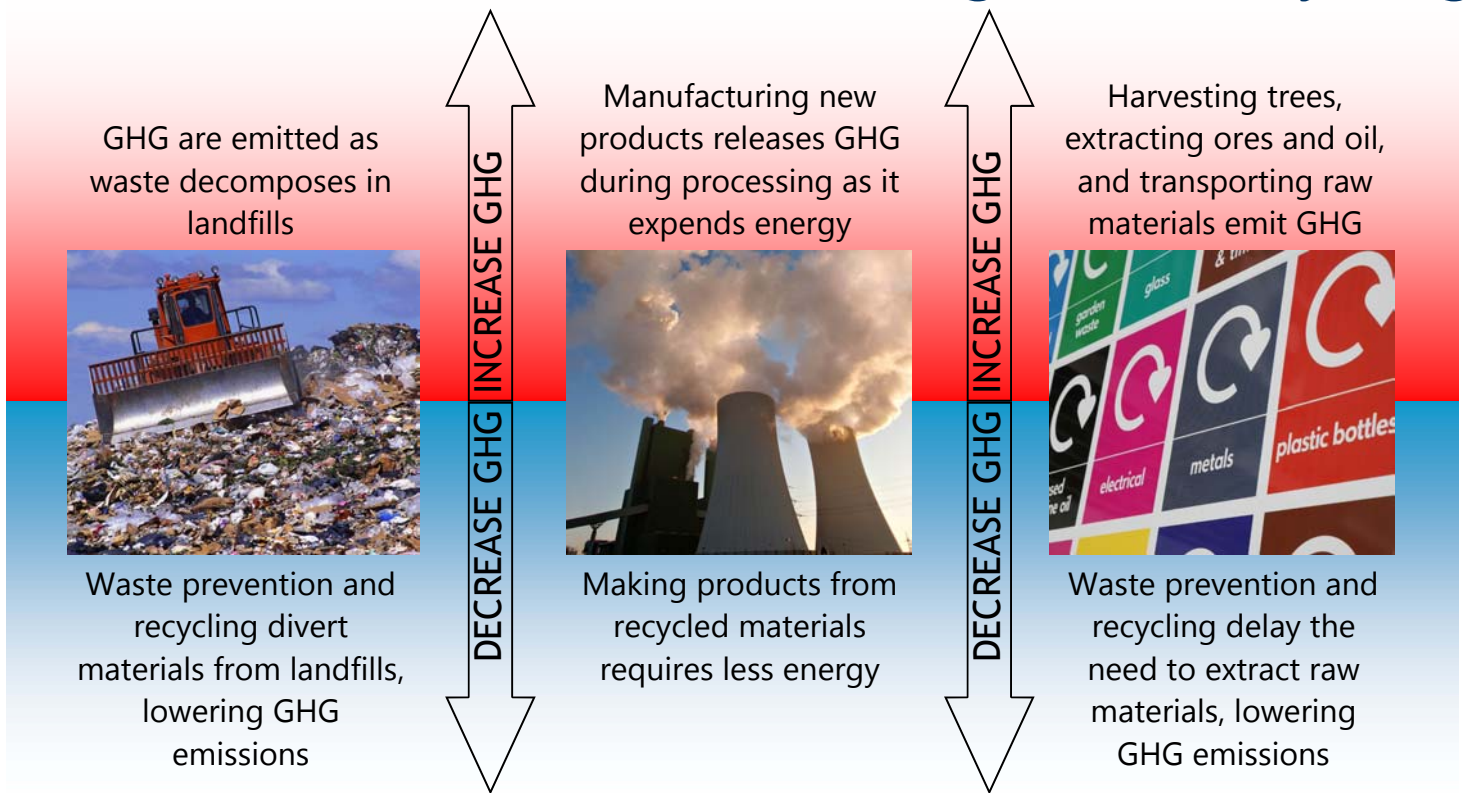 GHG are emitted as
waste decomposes in
landfills
Waste prevention and
recycling divert
materials from landfills,
lowering GHG
emissions
INCREASE GHG
DECREASE GHG
Manufacturing new
products releases GHG
during processing as it
expends energy
Making products from
recycled materials
requires less energy
INCREASE GHG
DECREASE GHG
Harvesting trees,
extracting ores and oil,
and transporting raw
materials emit GHG
garden
waste
glass
electrical
metals
plastic bottles
Waste prevention and
recycling delay the
need to extract raw
materials, lowering
GHG emissions